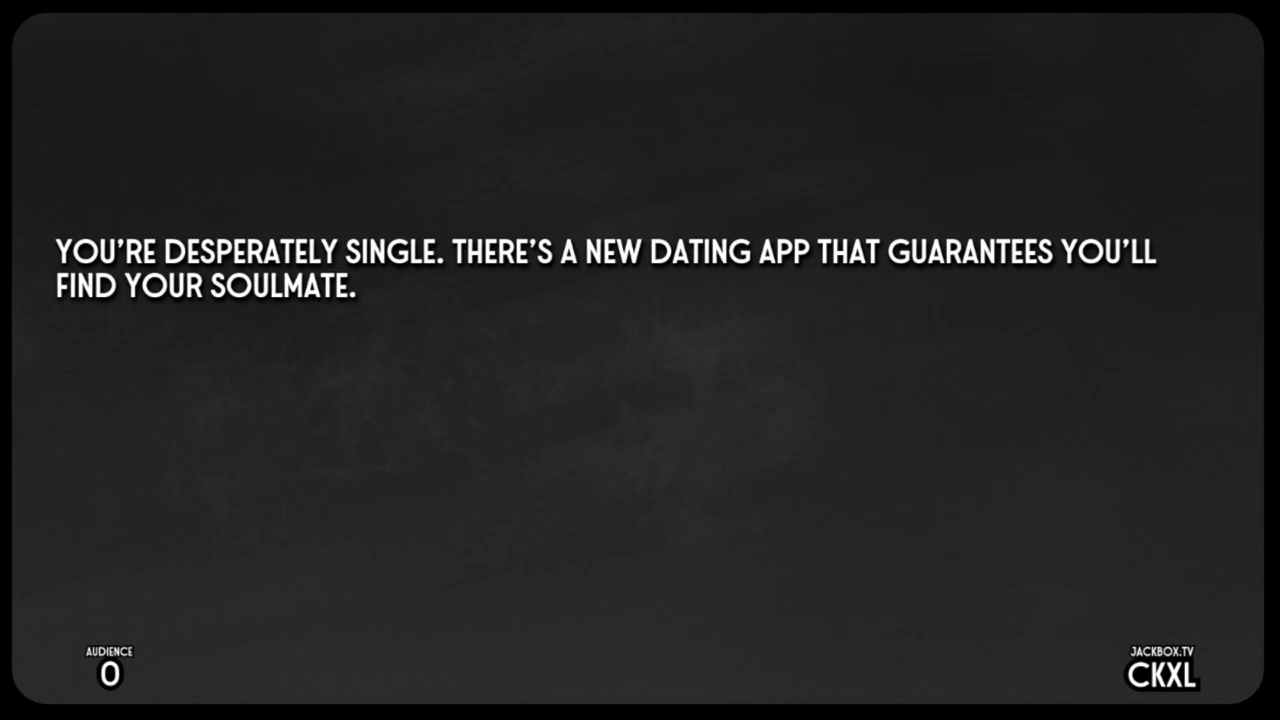 YOU'RE DESPERATELY SINGLE. THERE'S A NEW DATING APP THAT GUARANTEES YOU'LL
FIND YOUR SOULMATE.
AUDIENCE
0
JACKBOX.TV
CKXL